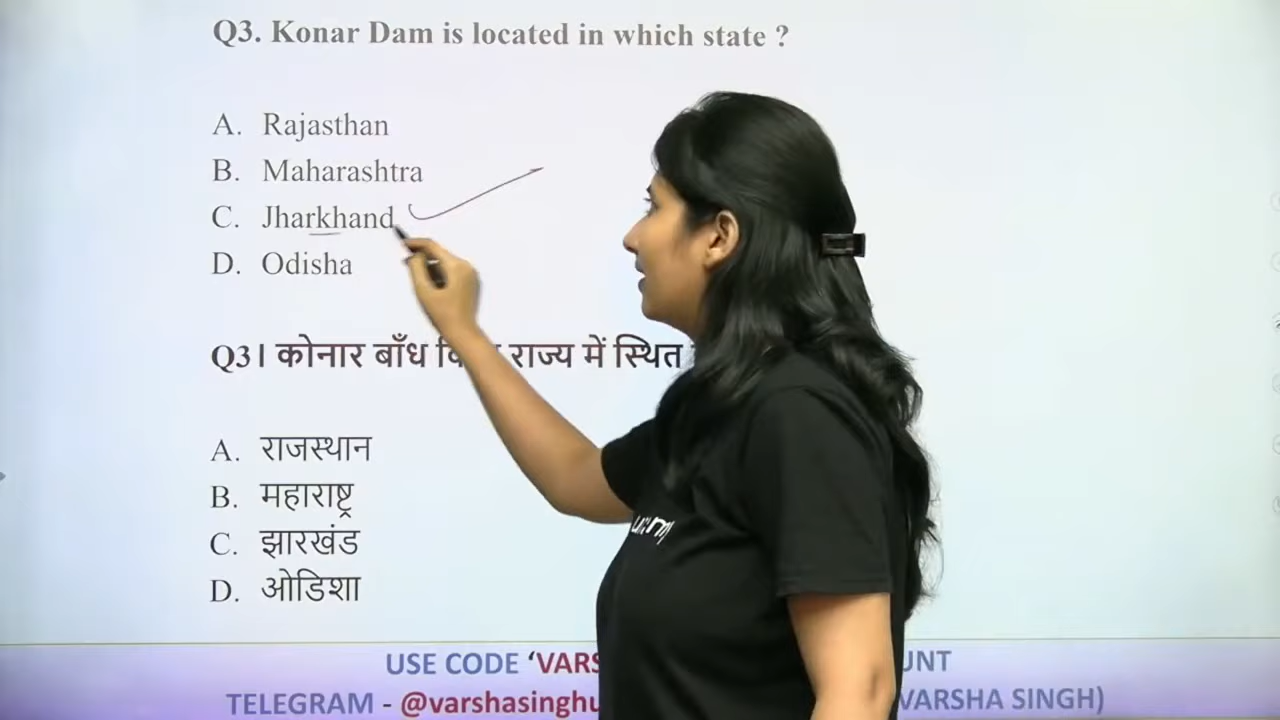 Q3. Konar Dam is located in which state ?
A. Rajasthan
B. Maharashtra
C. Jharkhand
D. Odisha
Q3। कोनार बाँध राज्य में स्थित
A. राजस्थान
B. महाराष्ट्र
C. झारखंड
D. ओडिशा
USE CODE ‘VARS UNT
TELEGRAM - @varshasinghu VARSHA SINGH)